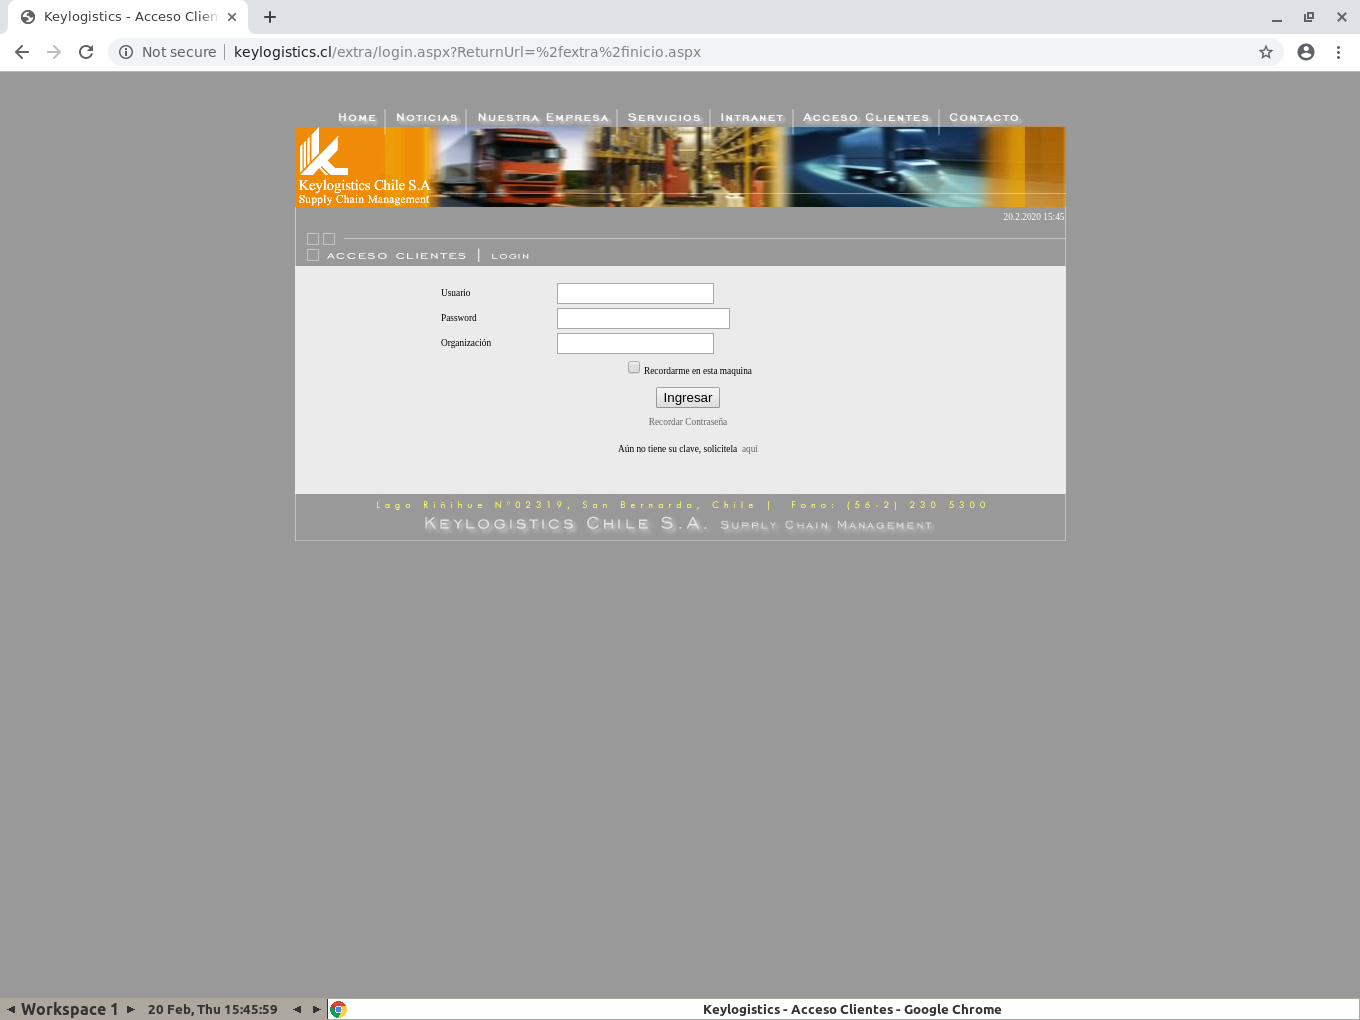 Keylogistics - Acceso Clien
Not secure
keylogistics.cl/extra/login.aspx?ReturnUrl=%2fextra%2finicio.aspx
Home Noticias Nuestra Empresa Servicios Intranet Acceso Clientes Contacto
Keylogistics Chile S.A
Supply Chain Management
20.2.2020 15:45
ACCESO CLIENTES | LOGIN
Usuario
Password
Organización
Recordarme en esta maquina
Ingresar
Recordar Contraseña
Aún no tiene su clave, solicitela aquí
Lago Riñihue N°02319, San Bernardo, Chile | Fono: (56-2) 230 5300
Keylogistics Chile S.A. Supply Chain Management
Workspace 1
20 Feb, Thu 15:45:59
Keylogistics - Acceso Clientes - Google Chrome